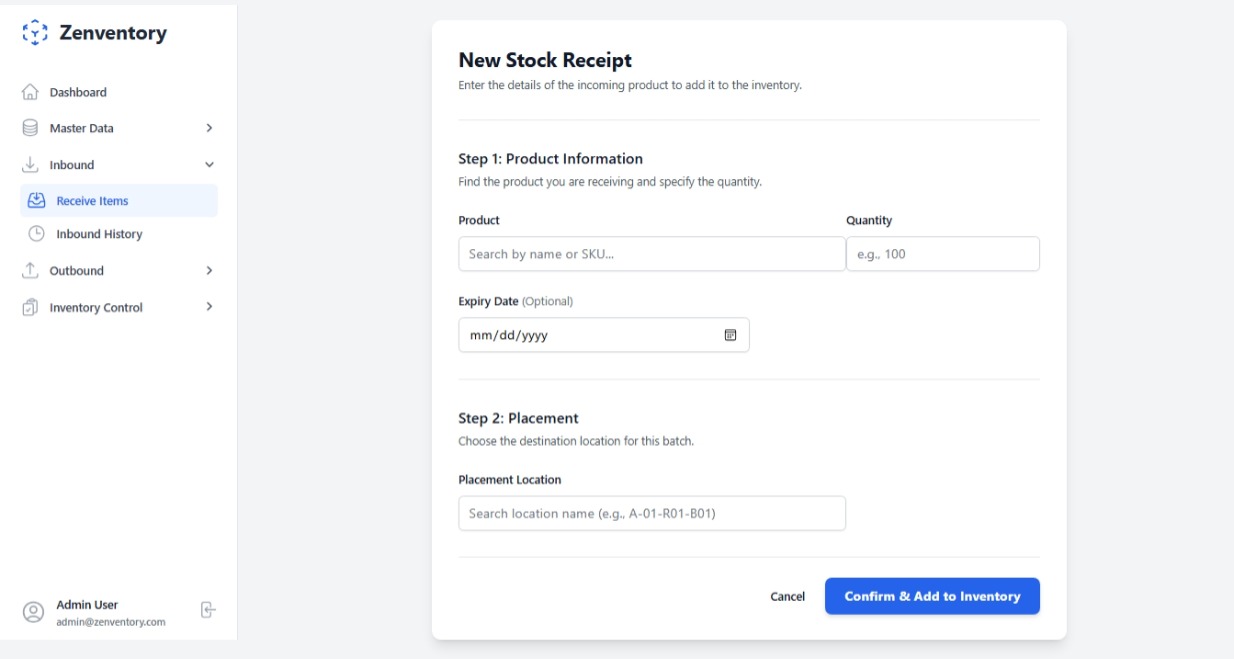 Zenventory
Dashboard
Master Data
Inbound
Receive Items
Inbound History
Outbound
Inventory Control
Admin User
admin@zenventory.com
New Stock Receipt
Enter the details of the incoming product to add it to the inventory.
Step 1: Product Information
Find the product you are receiving and specify the quantity.
Product
Quantity
Search by name or SKU...
e.g., 100
Expiry Date (Optional)
mm/dd/yyyy
Step 2: Placement
Choose the destination location for this batch.
Placement Location
Search location name (e.g., A-01-R01-B01)
Cancel
Confirm & Add to Inventory